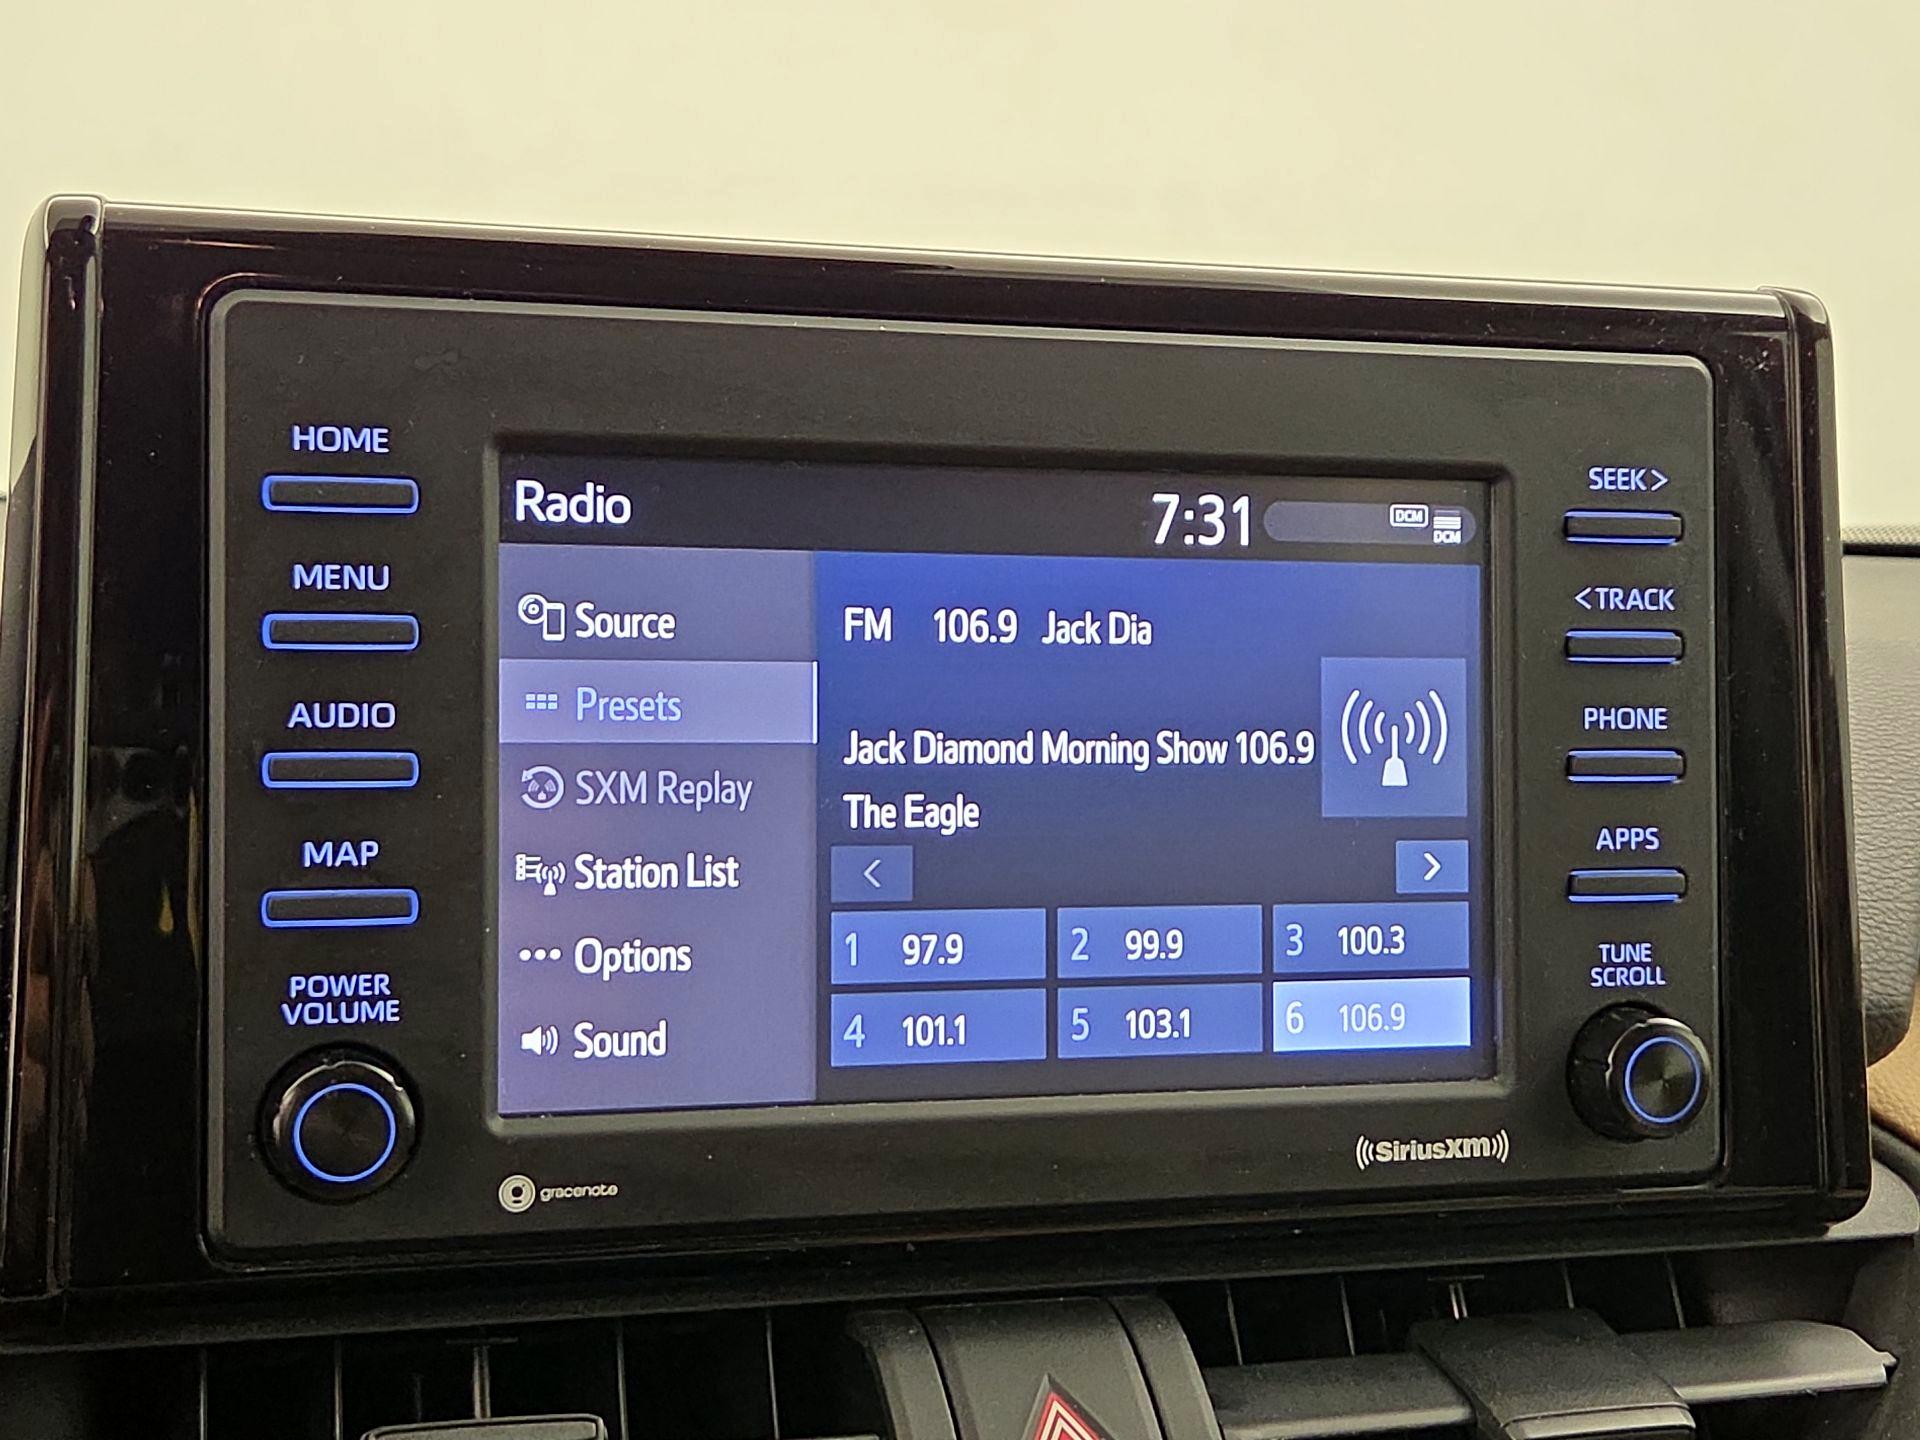 HOME
MENU
AUDIO
MAP
POWER
VOLUME
Radio
7:31
DCM
DCM
Source
Presets
SXM Replay
Station List
Options
Sound
FM 106.9 Jack Dia
Jack Diamond Morning Show 106.9
The Eagle
<
>
1 97.9
2 99.9
3 100.3
4 101.1
5 103.1
6 106.9
SEEK>
<TRACK
PHONE
APPS
TUNE
SCROLL
gracenote
((SiriusXM))